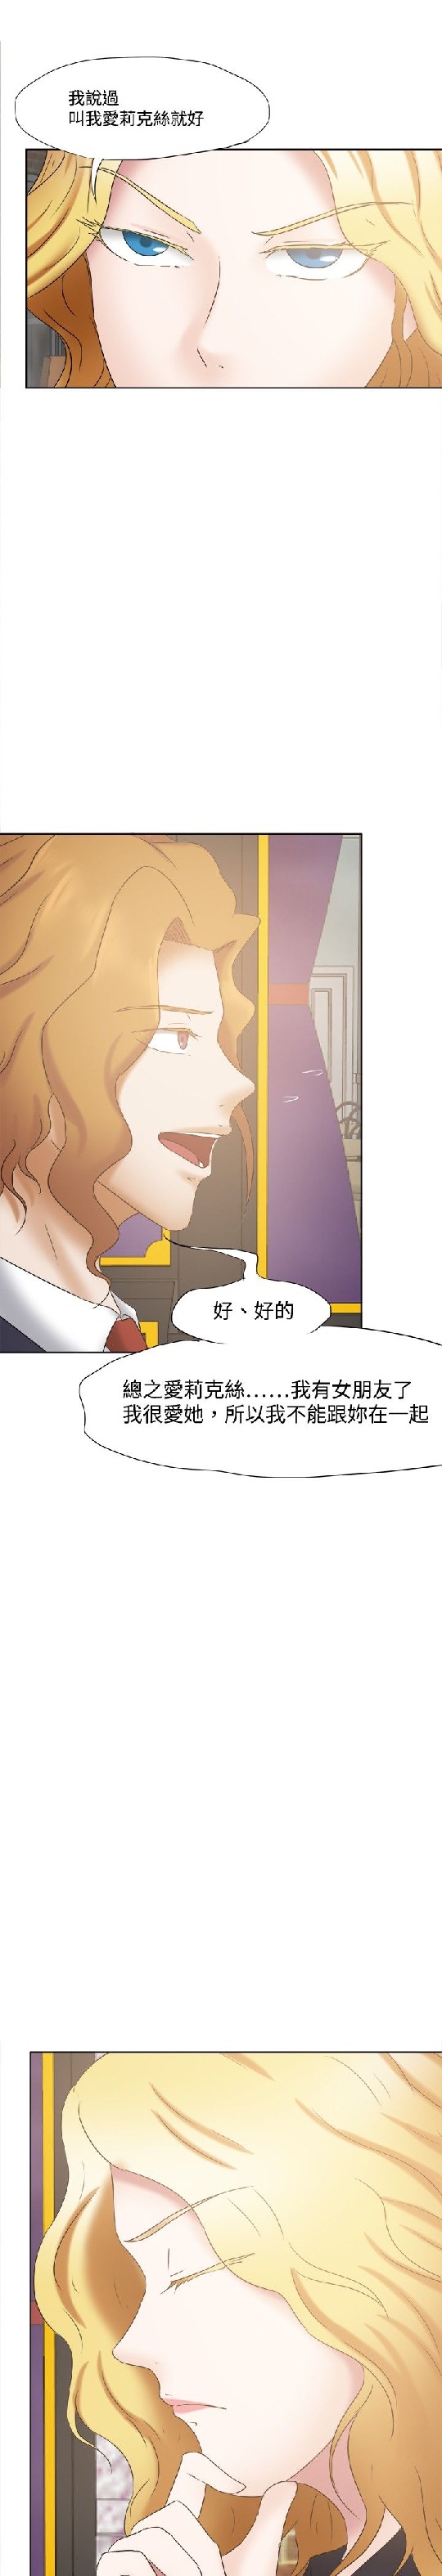 我說過
叫我愛莉克絲就好
好、好的
總之愛莉克絲......我有女朋友了
我很愛她，所以我不能跟妳在一起